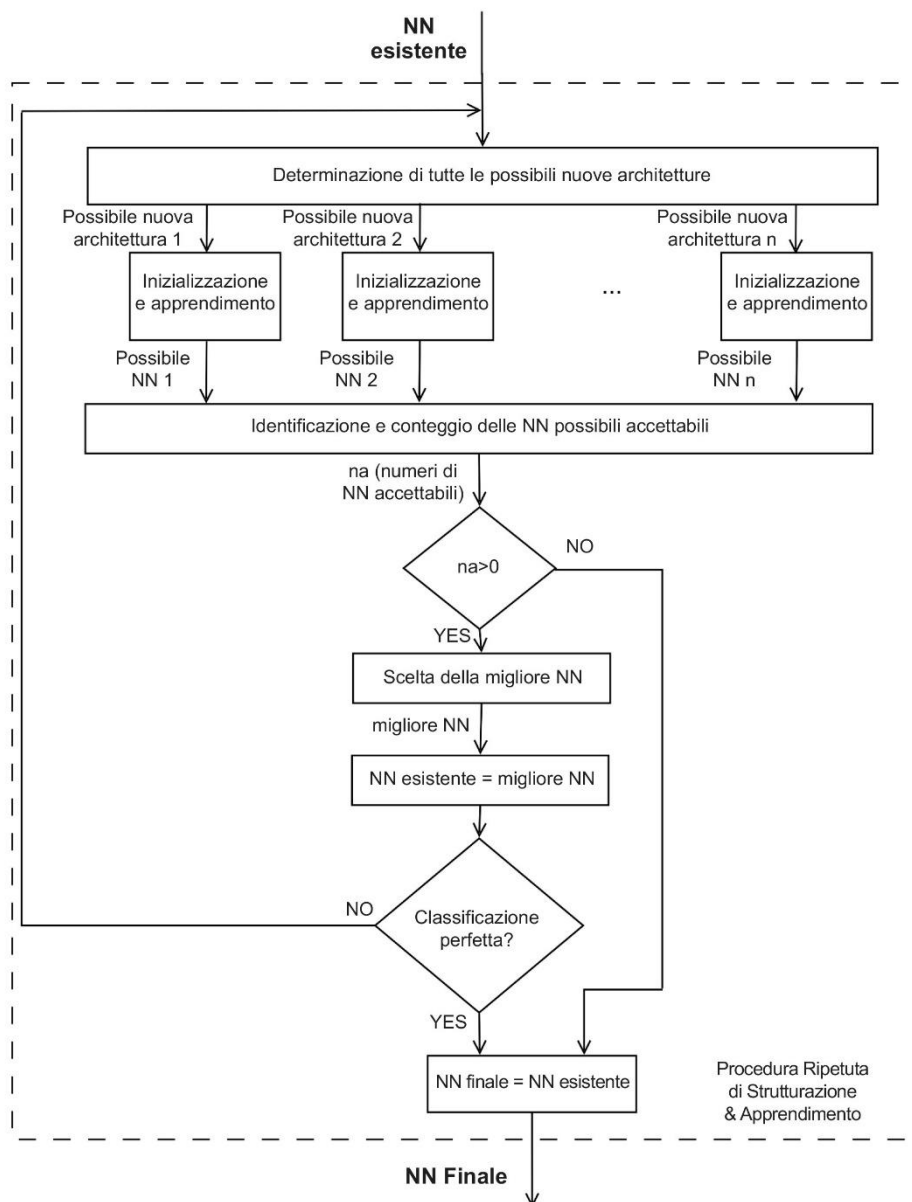 NN
esistente
Determinazione di tutte le possibili nuove architetture
Possibile nuova
architettura 1
Possibile nuova
architettura 2
Possibile nuova
architettura n
Inizializzazione
e apprendimento
Inizializzazione
e apprendimento
...
Inizializzazione
e apprendimento
Possibile
NN 1
Possibile
NN 2
Possibile
NN n
Identificazione e conteggio delle NN possibili accettabili
na (numeri di
NN accettabili)
na>0
NO
YES
Scelta della migliore NN
migliore NN
NN esistente = migliore NN
NO
Classificazione
perfetta?
YES
NN finale = NN esistente
Procedura Ripetuta
di Strutturazione
& Apprendimento
NN Finale